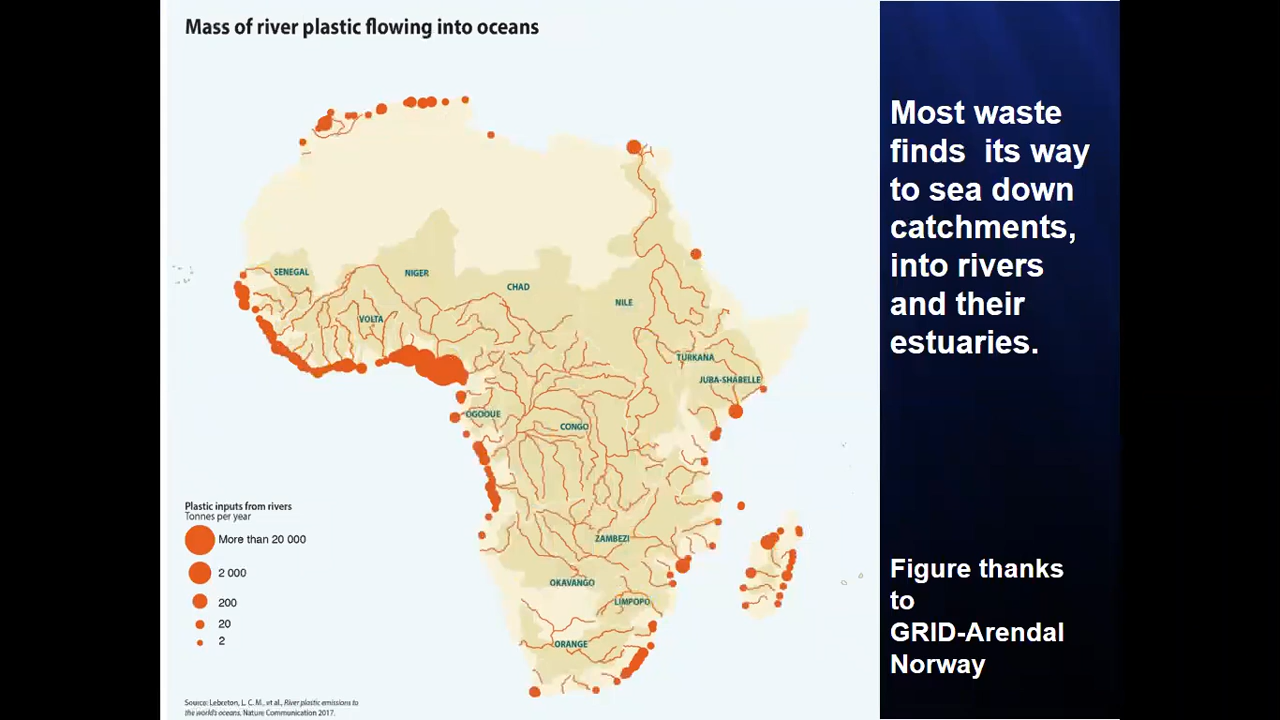 Mass of river plastic flowing into oceans
SENEGAL
NIGER
CHAD
NILE
VOLTA
TURKANA
JUBA-SHABELLE
OGOOUE
CONGO
ZAMBEZI
OKAVANGO
LIMPOPO
ORANGE
Plastic inputs from rivers
Tonnes per year
More than 20 000
2 000
200
20
2
Source: Lebreton, L. C. M., et al., River plastic emissions to
the world's oceans, Nature Communication 2017.
Most waste
finds its way
to sea down
catchments,
into rivers
and their
estuaries.
Figure thanks
to
GRID-Arendal
Norway